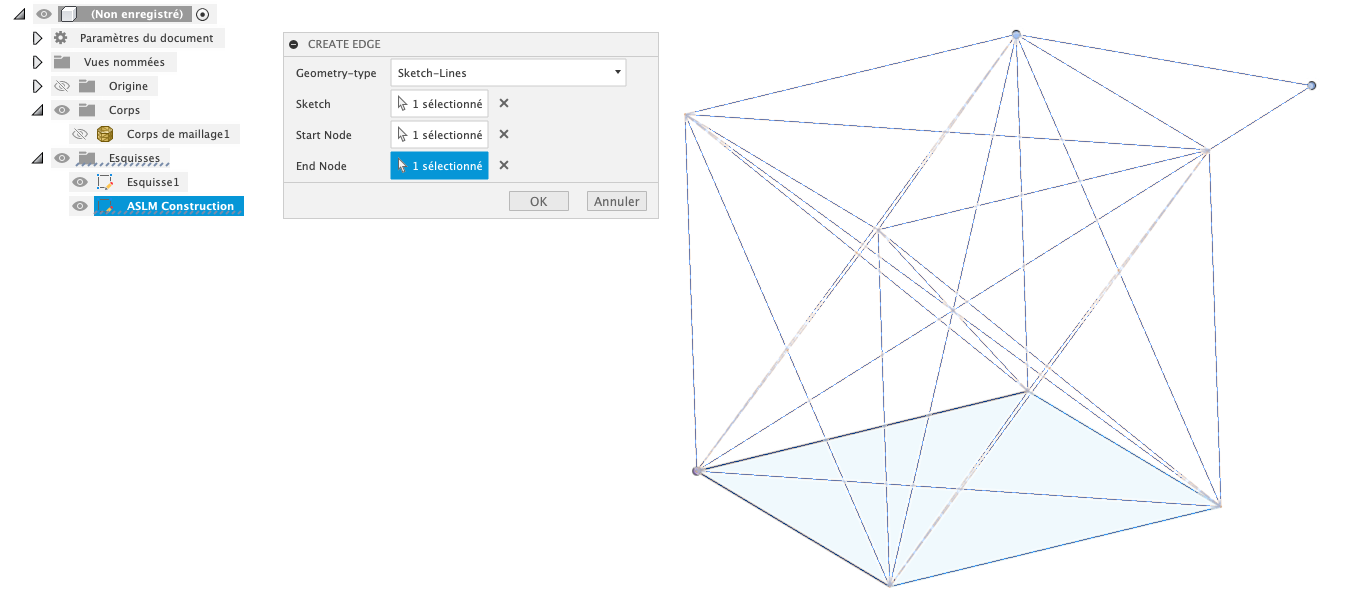 (Non enregistré)
Paramètres du document
Vues nommées
Origine
Corps
Corps de maillage1
Esquisses
Esquisse1
ASLM Construction
CREATE EDGE
Geometry-type Sketch-Lines
Sketch 1 sélectionné
Start Node 1 sélectionné
End Node 1 sélectionné
OK Annuler